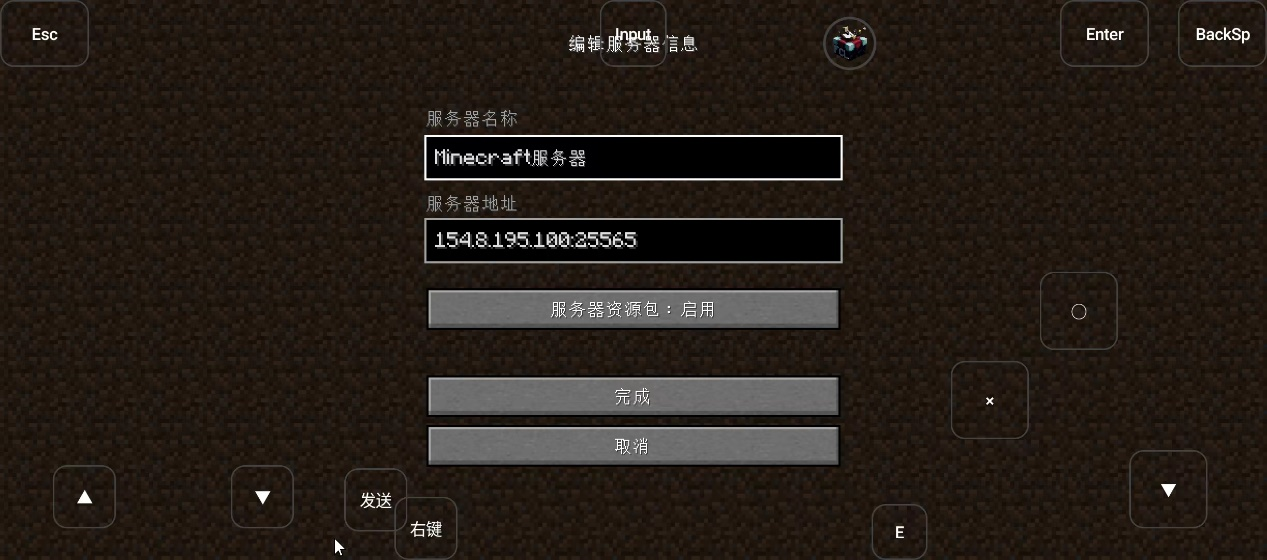 Esc
Input
编辑服务器信息
Enter
BackSp
服务器名称
Minecraft服务器
服务器地址
154.8.195.100:25565
服务器资源包：启用
完成
×
取消
▲
▼
发送
右键
E
▼